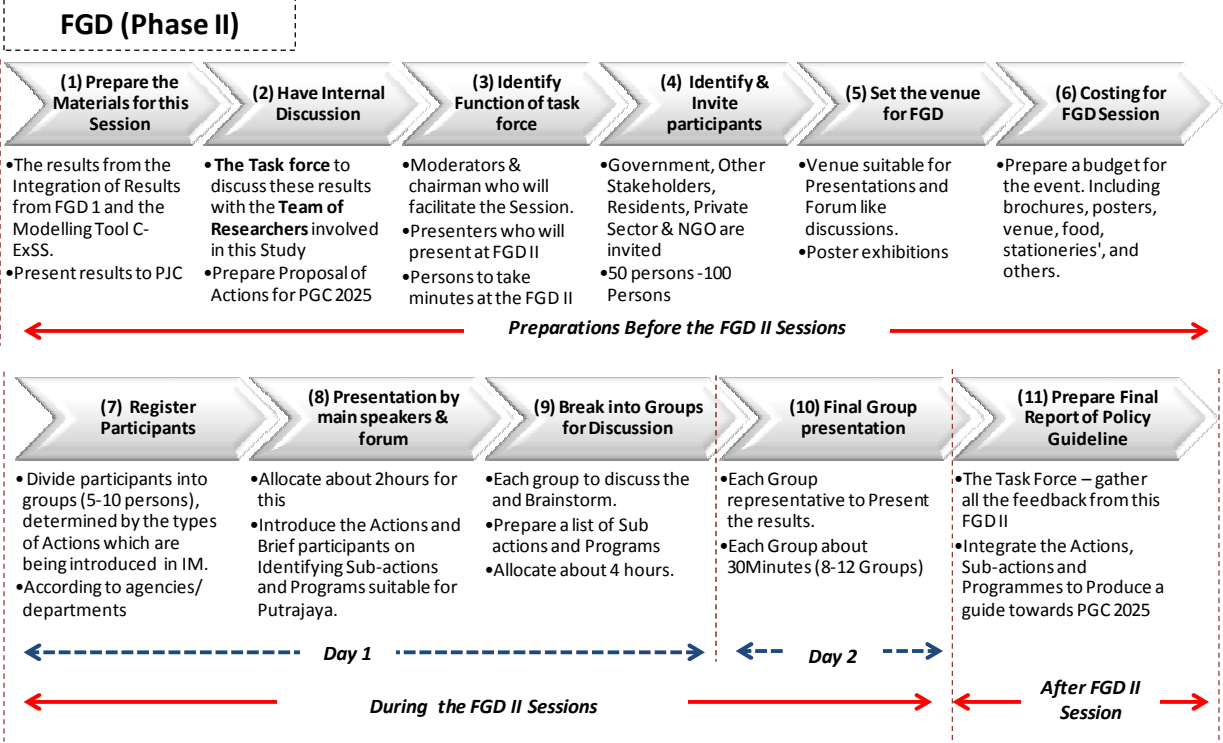 FGD (Phase II)
(1) Prepare the
Materials for this
Session
•The results from the
Integration of Results
from FGD 1 and the
Modelling Tool C-
ExSS.
•Present results to PJC
(2) Have Internal
Discussion
•The Task force to
discuss these results
with the Team of
Researchers involved
in this Study
•Prepare Proposal of
Actions for PGC 2025
(3) Identify
Function of task
force
•Moderators &
chairman who will
facilitate the Session.
•Presenters who will
present at FGD II
•Persons to take
minutes at the FGD II
(4) Identify &
Invite
participants
•Government, Other
Stakeholders,
Residents, Private
Sector & NGO are
invited
•50 persons -100
Persons
(5) Set the venue
for FGD
•Venue suitable for
Presentations and
Forum like
discussions.
•Poster exhibitions
(6) Costing for
FGD Session
•Prepare a budget for
the event. Including
brochures, posters,
venue, food,
stationeries', and
others.
Preparations Before the FGD II Sessions
(7) Register
Participants
• Divide participants into
groups (5-10 persons),
determined by the types
of Actions which are
being introduced in IM.
•According to agencies/
departments
(8) Presentation by
main speakers &
forum
•Allocate about 2hours for
this
•Introduce the Actions and
Brief participants on
Identifying Sub-actions
and Programs suitable for
Putrajaya.
(9) Break into Groups
for Discussion
•Each group to discuss the
and Brainstorm.
•Prepare a list of Sub
actions and Programs
•Allocate about 4 hours.
(10) Final Group
presentation
•Each Group
representative to Present
the results.
•Each Group about
30Minutes (8-12 Groups)
(11) Prepare Final
Report of Policy
Guideline
•The Task Force – gather
all the feedback from this
FGD II
•Integrate the Actions,
Sub-actions and
Programmes to Produce a
guide towards PGC 2025
Day 1
Day 2
During the FGD II Sessions
After FGD II
Session